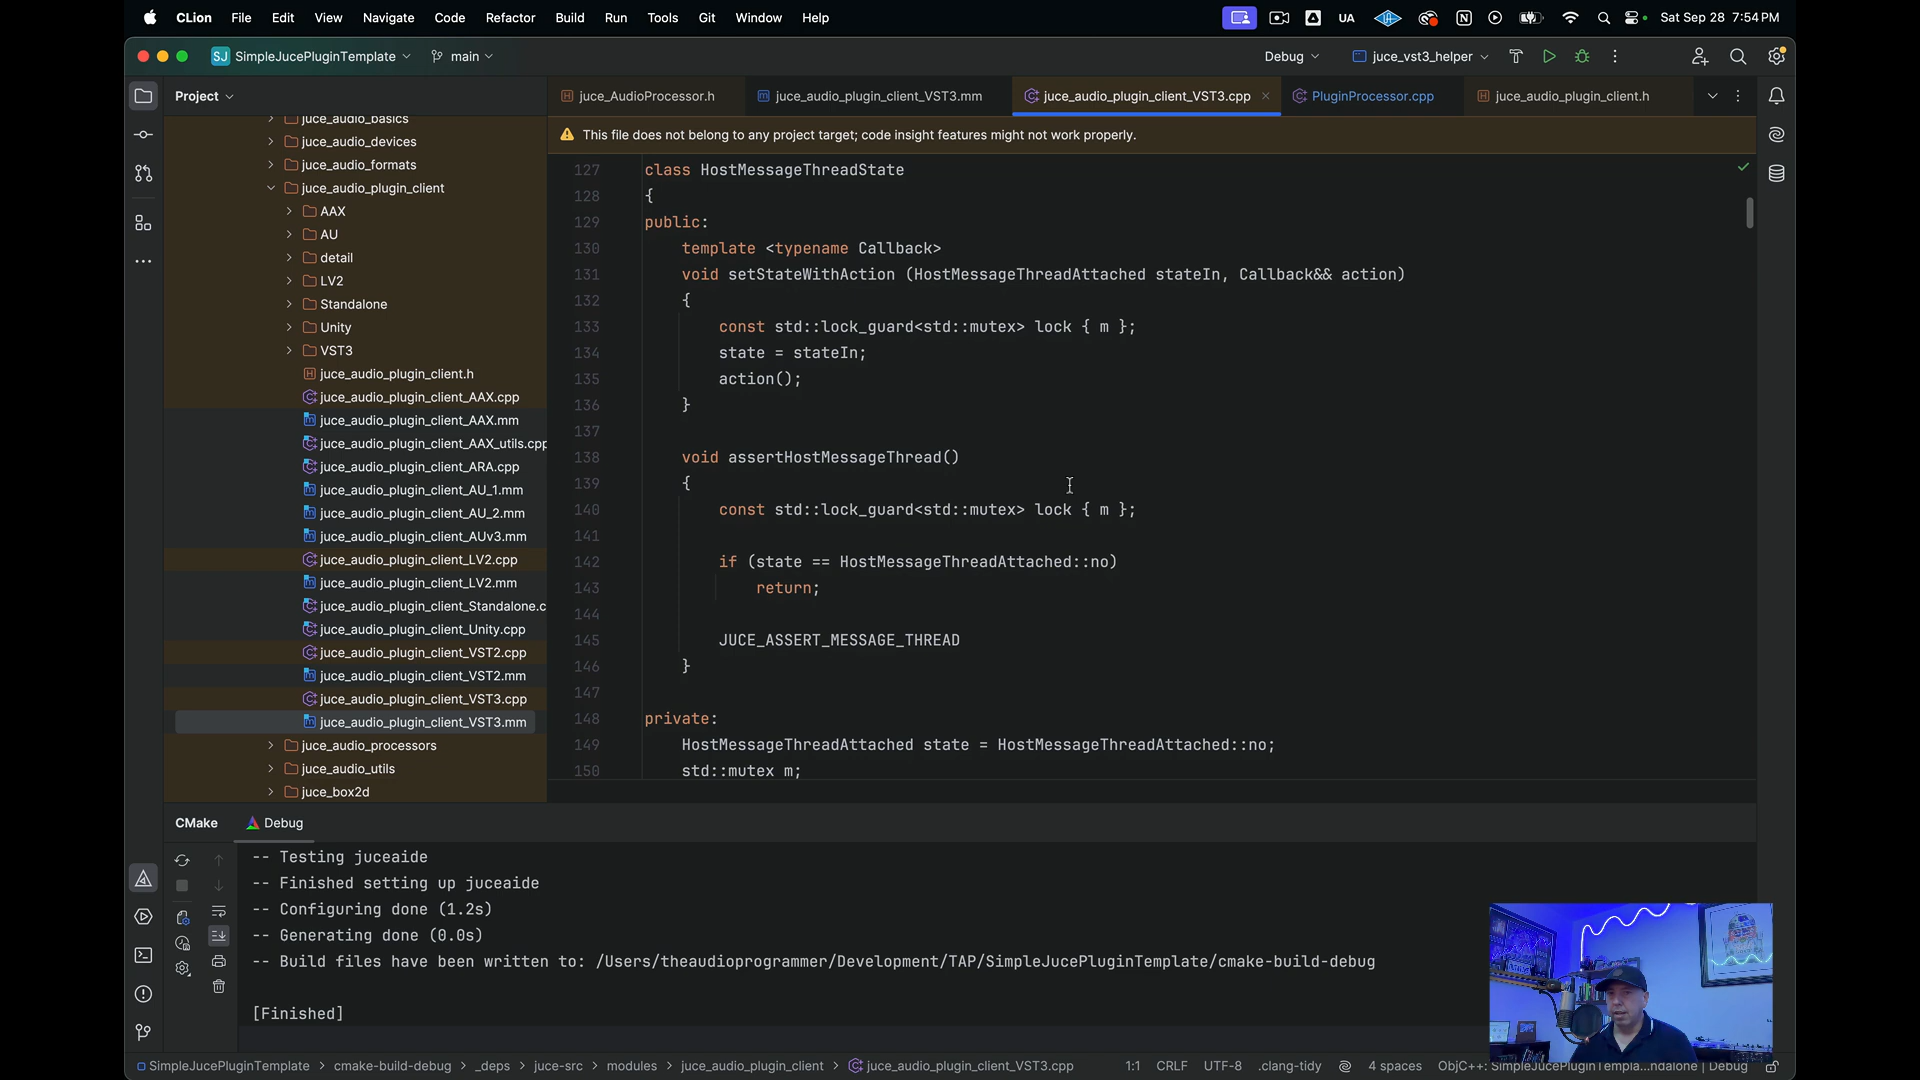 CLion File Edit View Navigate Code Refactor Build Run Tools Git Window Help
UA
Sat Sep 28 7:54 PM
SJ SimpleJucePluginTemplate main
Debug juce_vst3_helper
Project
juce_AudioProcessor.h juce_audio_plugin_client_VST3.mm juce_audio_plugin_client_VST3.cpp PluginProcessor.cpp juce_audio_plugin_client.h
This file does not belong to any project target; code insight features might not work properly.
juce_audio_basics
juce_audio_devices
juce_audio_formats
juce_audio_plugin_client
AAX
AU
detail
LV2
Standalone
Unity
VST3
juce_audio_plugin_client.h
juce_audio_plugin_client_AAX.cpp
juce_audio_plugin_client_AAX.mm
juce_audio_plugin_client_AAX_utils.cpp
juce_audio_plugin_client_ARA.cpp
juce_audio_plugin_client_AU_1.mm
juce_audio_plugin_client_AU_2.mm
juce_audio_plugin_client_AUv3.mm
juce_audio_plugin_client_LV2.cpp
juce_audio_plugin_client_LV2.mm
juce_audio_plugin_client_Standalone.c
juce_audio_plugin_client_Unity.cpp
juce_audio_plugin_client_VST2.cpp
juce_audio_plugin_client_VST2.mm
juce_audio_plugin_client_VST3.cpp
juce_audio_plugin_client_VST3.mm
juce_audio_processors
juce_audio_utils
juce_box2d
127 class HostMessageThreadState
128 {
129 public:
130 template <typename Callback>
131 void setStateWithAction (HostMessageThreadAttached stateIn, Callback&& action)
132 {
133 const std::lock_guard<std::mutex> lock { m };
134 state = stateIn;
135 action();
136 }
137
138 void assertHostMessageThread()
139 {
140 const std::lock_guard<std::mutex> lock { m };
141
142 if (state == HostMessageThreadAttached::no)
143 return;
144
145 JUCE_ASSERT_MESSAGE_THREAD
146 }
147
148 private:
149 HostMessageThreadAttached state = HostMessageThreadAttached::no;
150 std::mutex m;
CMake Debug
-- Testing juceaide
-- Finished setting up juceaide
-- Configuring done (1.2s)
-- Generating done (0.0s)
-- Build files have been written to: /Users/theaudioprogrammer/Development/TAP/SimpleJucePluginTemplate/cmake-build-debug
[Finished]
SimpleJucePluginTemplate > cmake-build-debug > _deps > juce-src > modules > juce_audio_plugin_client > juce_audio_plugin_client_VST3.cpp
1:1 CRLF UTF-8 .clang-tidy 4 spaces ObjC++: SimpleJucePluginTempla...ndalone | Debug